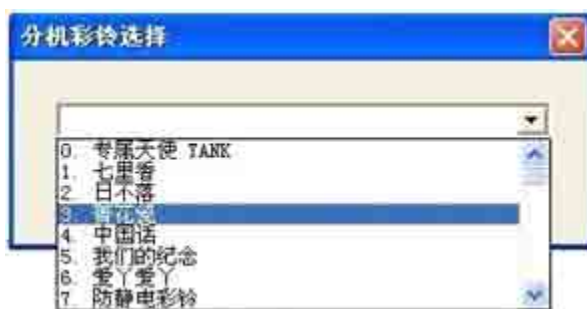 分机彩铃选择
0. 专属天使 TANK
1. 七里香
2. 日不落
3.
4. 中国话
5. 我们的纪念
6. 爱丫爱丫
7. 防静电彩铃